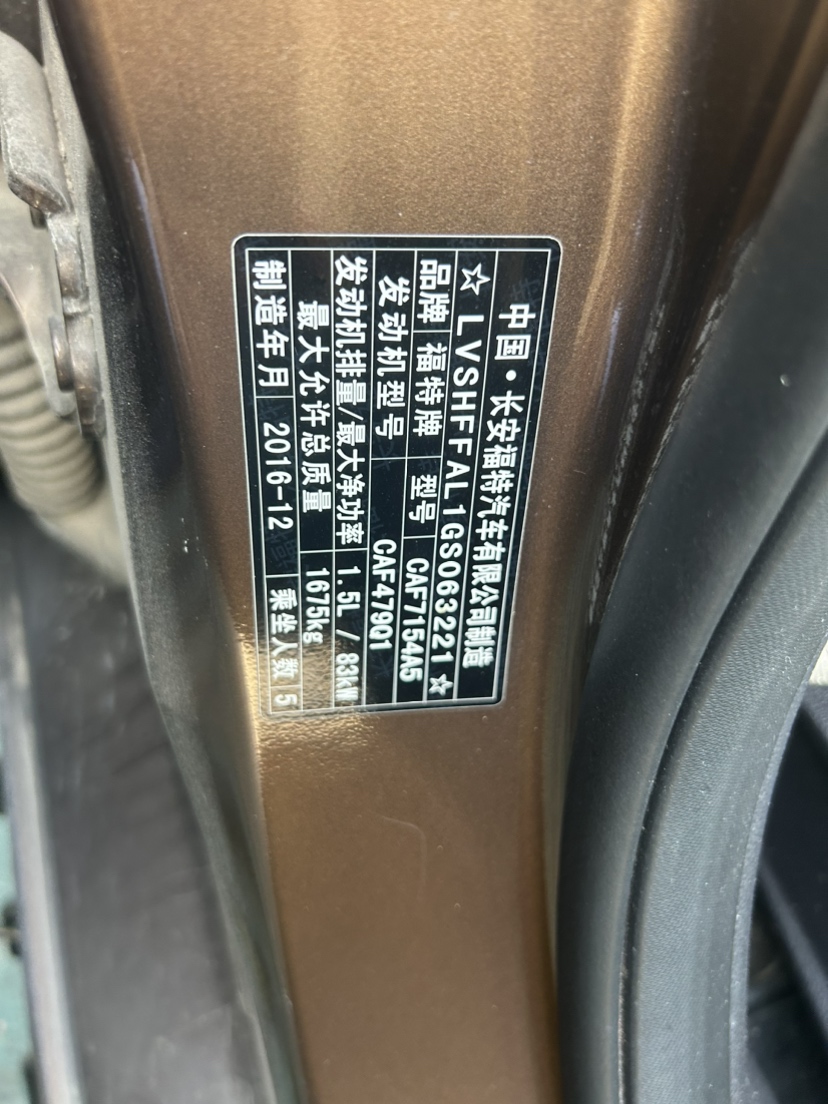 中国·长安福特汽车有限公司制造
☆LVSHFFAL1GS063221☆
品牌 福特牌 型号 CAF7154A5
发动机型号 CAF479Q1
发动机排量/最大净功率 1.5L / 83kW
最大允许总质量 1675kg
制造年月 2016-12 乘坐人数 5